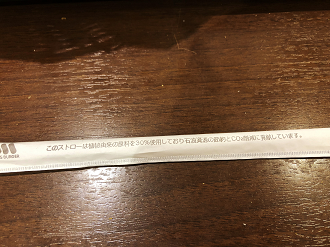 このストローは植物由来の原料を30%使用しており石油資源の節約とCO₂削減に貢献しています。